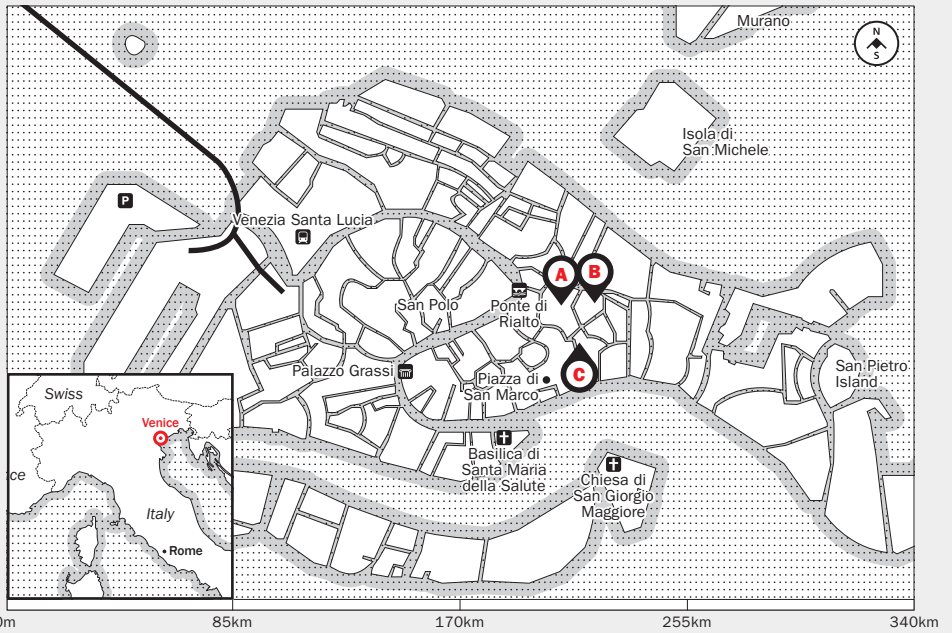 Murano
N
S
Isola di
San Michele
P
Venezia Santa Lucia
A
B
San Polo
Ponte di
Rialto
Palazzo Grassi
Piazza di
San Marco
C
San Pietro
Island
Swiss
Venice
ce
Italy
Rome
Basilica di
Santa Maria
della Salute
Chiesa di
San Giorgio
Maggiore
0m
85km
170km
255km
340km